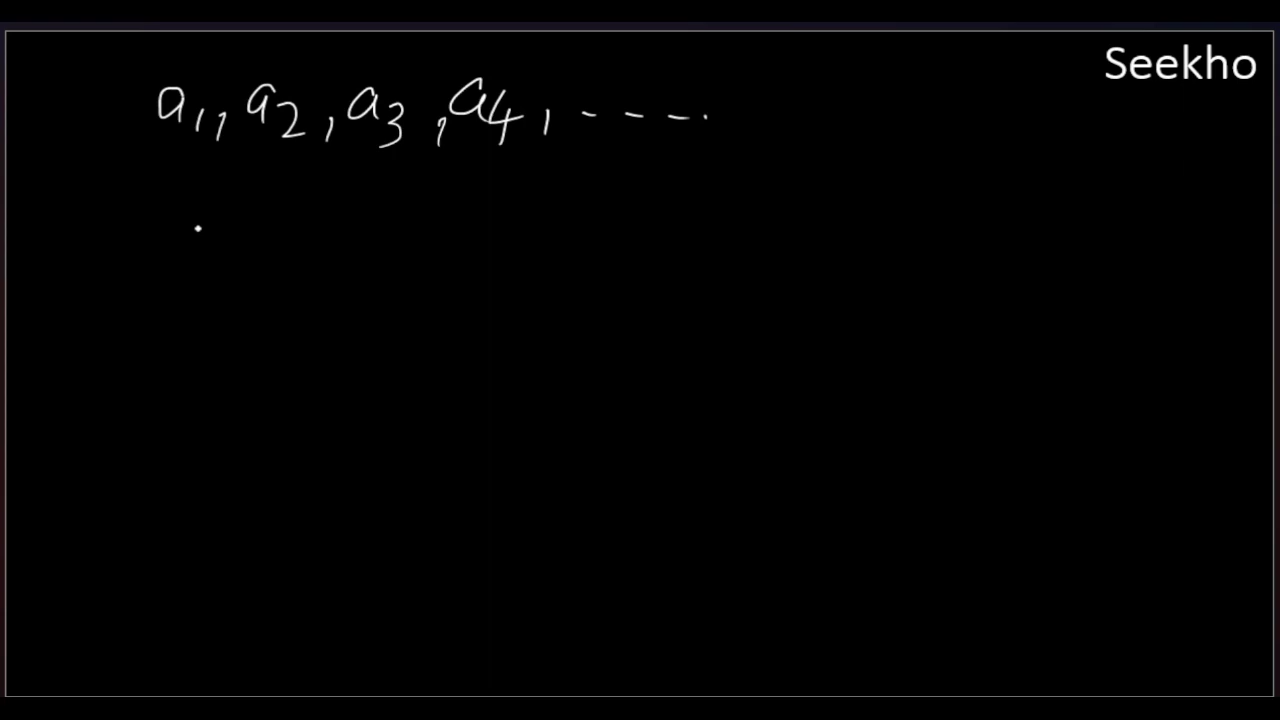 Seekho
a1, a2, a3, a4, ----.